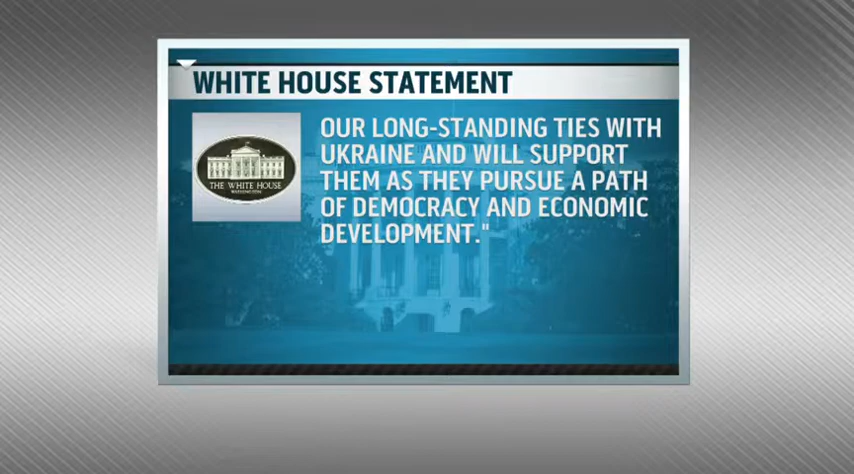 WHITE HOUSE STATEMENT
OUR LONG-STANDING TIES WITH
UKRAINE AND WILL SUPPORT
THEM AS THEY PURSUE A PATH
OF DEMOCRACY AND ECONOMIC
DEVELOPMENT."
THE WHITE HOUSE
WASHINGTON